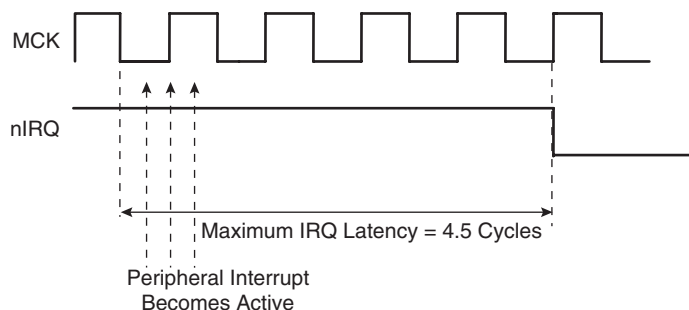 MCK
nIRQ
Maximum IRQ Latency = 4.5 Cycles
Peripheral Interrupt
Becomes Active